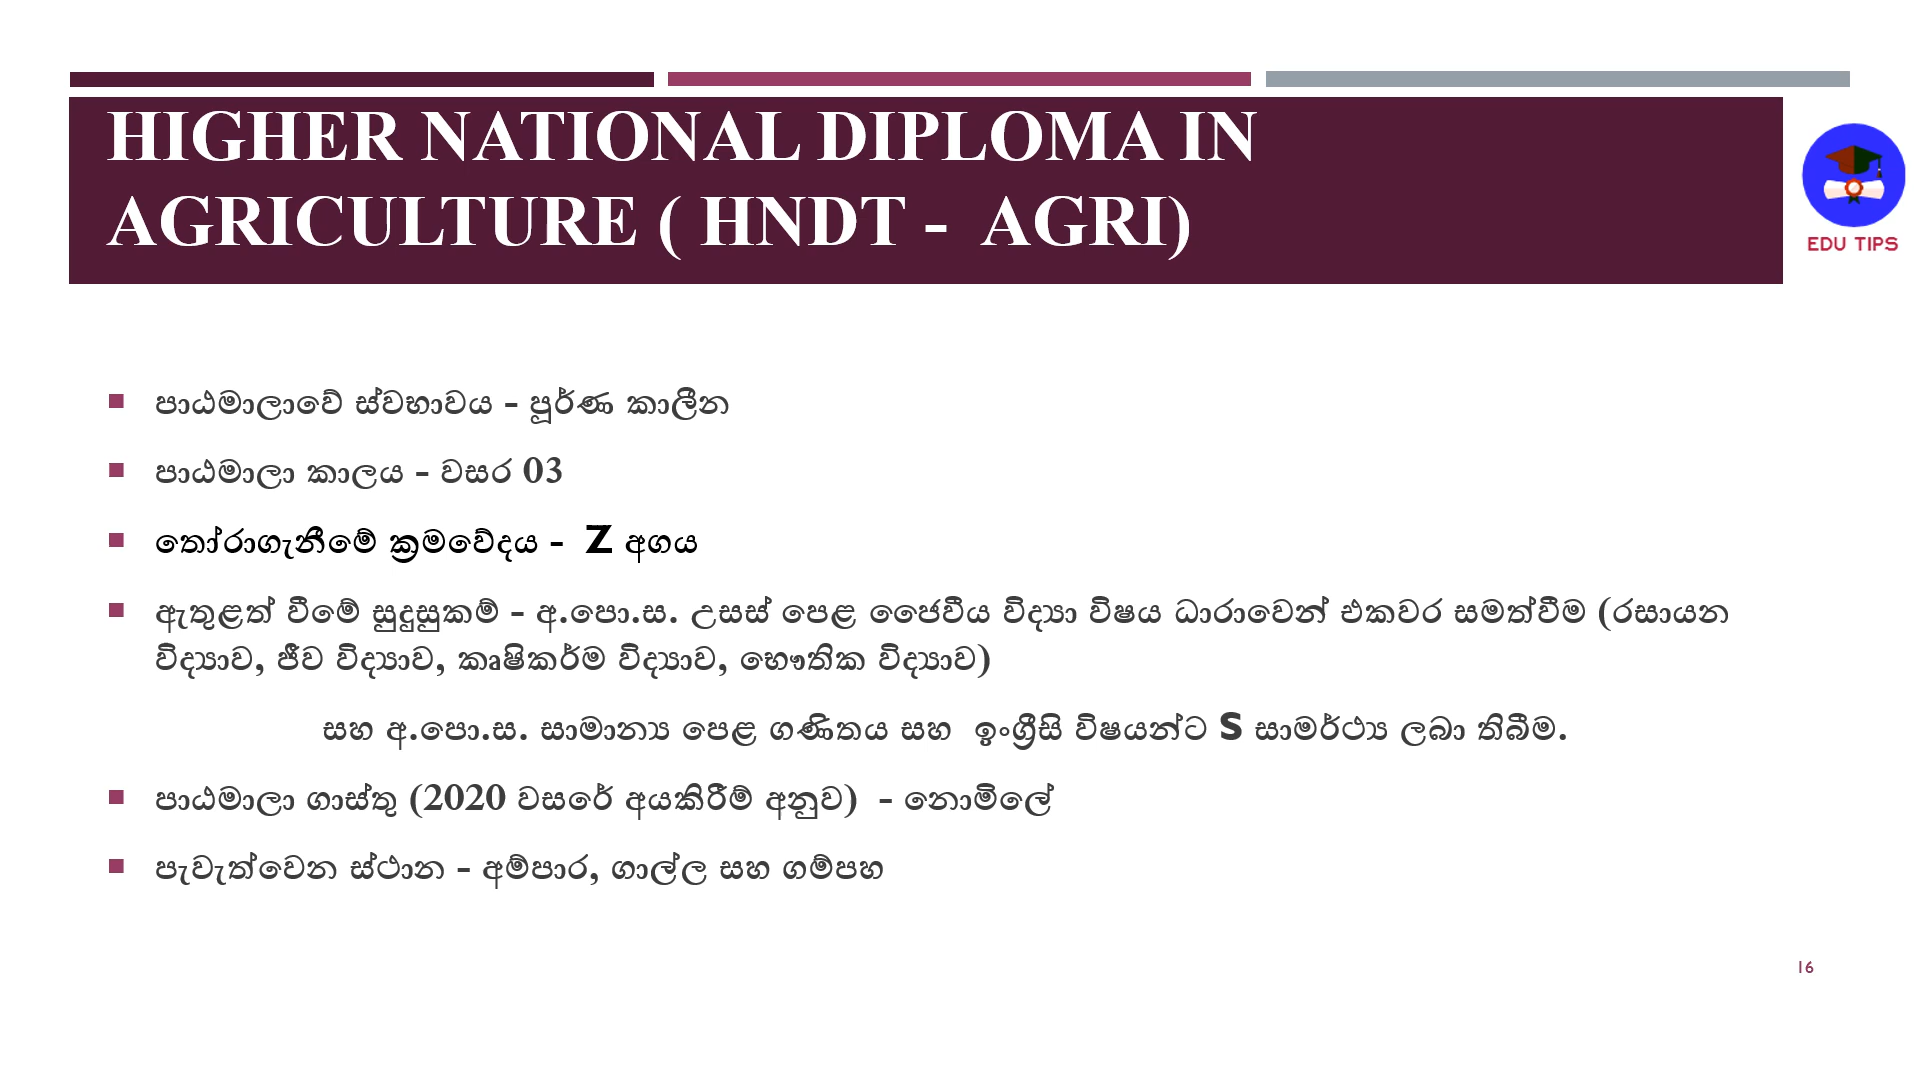 HIGHER NATIONAL DIPLOMA IN
AGRICULTURE ( HNDT -  AGRI)
EDU TIPS
පාඨමාලාවේ ස්වභාවය - පූර්ණ කාලීන
පාඨමාලා කාලය - වසර 03
තෝරාගැනීමේ ක්‍රමවේදය -  Z අගය
ඇතුළත් වීමේ සුදුසුකම් - අ.පො.ස. උසස් පෙළ ජෛවීය විද්‍යා විෂය ධාරාවෙන් එකවර සමත්වීම (රසායන
විද්‍යාව, ජීව විද්‍යාව, කෘෂිකර්ම විද්‍යාව, භෞතික විද්‍යාව)
සහ අ.පො.ස. සාමාන්‍ය පෙළ ගණිතය සහ  ඉංග්‍රීසි විෂයන්ට S සාමර්ථ්‍ය ලබා තිබීම.
පාඨමාලා ගාස්තු (2020 වසරේ අයකිරීම් අනුව)  - නොමිලේ
පැවැත්වෙන ස්ථාන - අම්පාර, ගාල්ල සහ ගම්පහ
16